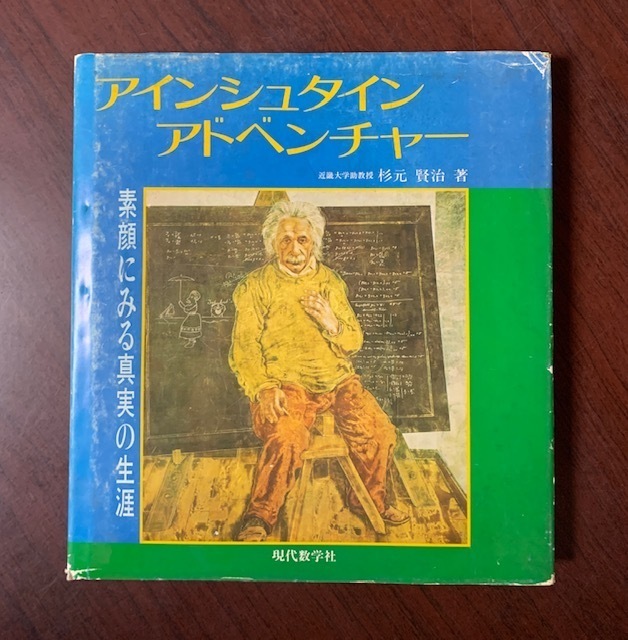 アインシュタイン
アドベンチャー
近畿大学助教授 杉元 賢治 著
素顔にみる真実の生涯
現代数学社